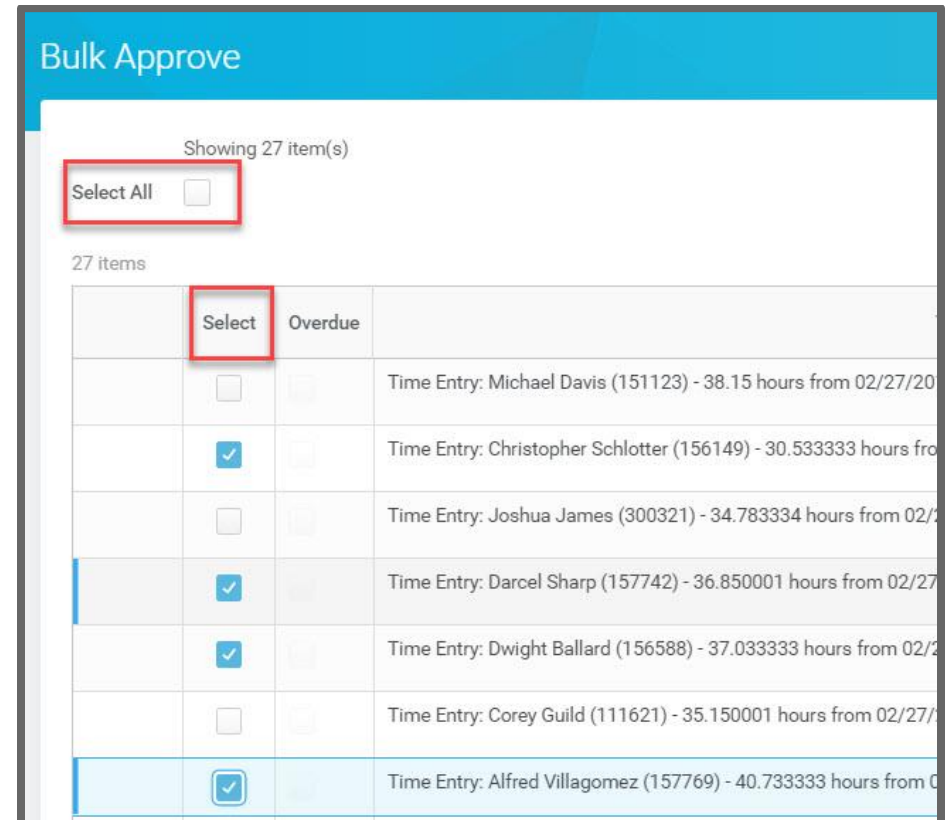 Bulk Approve
Showing 27 item(s)
Select All
27 items
Select Overdue
Time Entry: Michael Davis (151123) - 38.15 hours from 02/27/20
Time Entry: Christopher Schlotter (156149) - 30.533333 hours fro
Time Entry: Joshua James (300321) - 34.783334 hours from 02/
Time Entry: Darcel Sharp (157742) - 36.850001 hours from 02/27
Time Entry: Dwight Ballard (156588) - 37.033333 hours from 02/2
Time Entry: Corey Guild (111621) - 35.150001 hours from 02/27/
Time Entry: Alfred Villagomez (157769) - 40.733333 hours from 0